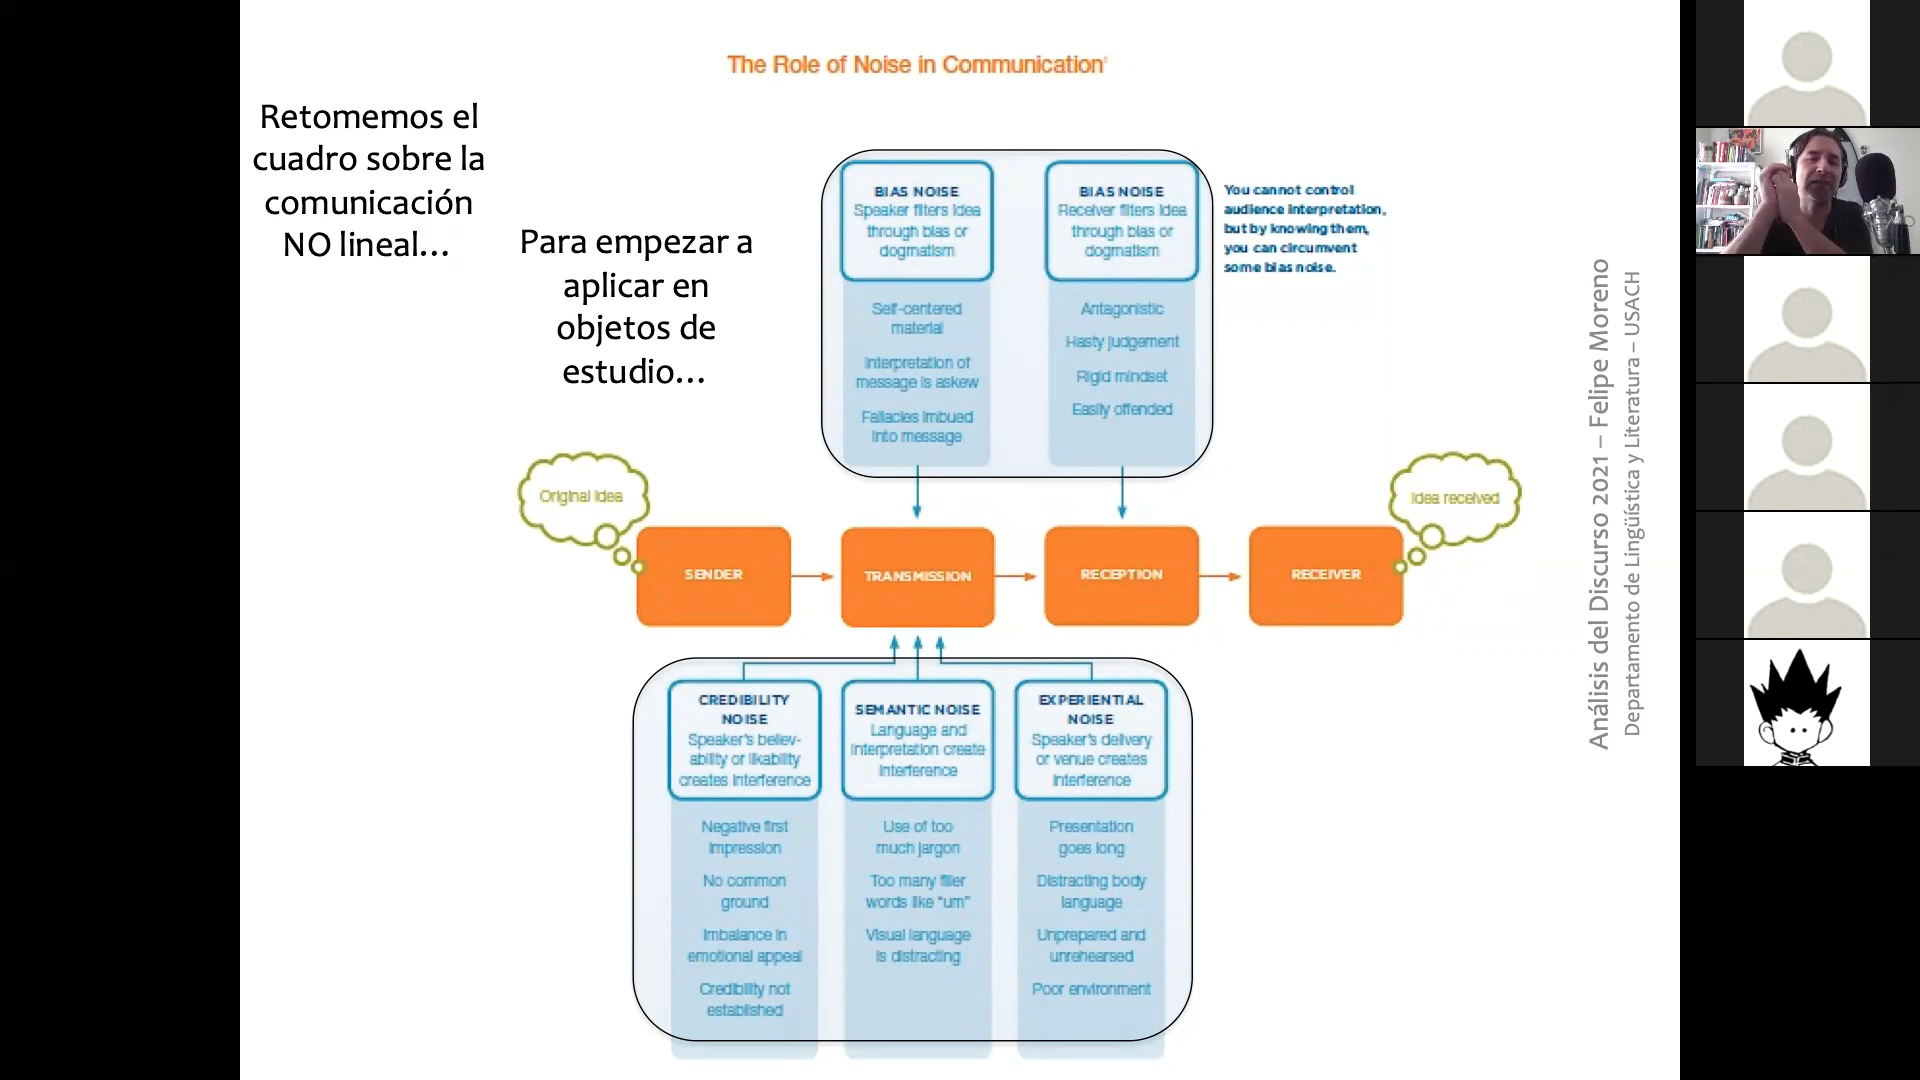 The Role of Noise in Communication
Retomemos el
cuadro sobre la
comunicación
NO lineal...
Para empezar a
aplicar en
objetos de
estudio...
BIAS NOISE
Speaker filters idea
through bias or
dogmatism
Self-centered
material
Interpretation of
message is askew
Fallacies imbued
into message
BIAS NOISE
Receiver filters idea
through bias or
dogmatism
Antagonistic
Hasty judgement
Rigid mindset
Easily offended
You cannot control
audience interpretation,
but by knowing them,
you can circumvent
some bias noise.
Original idea
SENDER
TRANSMISSION
RECEPTION
RECEIVER
Idea received
CREDIBILITY
NOISE
Speaker's believ-
ability or likability
creates interference
Negative first
impression
No common
ground
Imbalance in
emotional appeal
Credibility not
established
SEMANTIC NOISE
Language and
interpretation create
interference
Use of too
much jargon
Too many filler
words like "um"
Visual language
is distracting
EXPERIENTIAL
NOISE
Speaker's delivery
or venue creates
interference
Presentation
goes long
Distracting body
language
Unprepared and
unrehearsed
Poor environment
Análisis del Discurso 2021 – Felipe Moreno
Departamento de Lingüística y Literatura – USACH